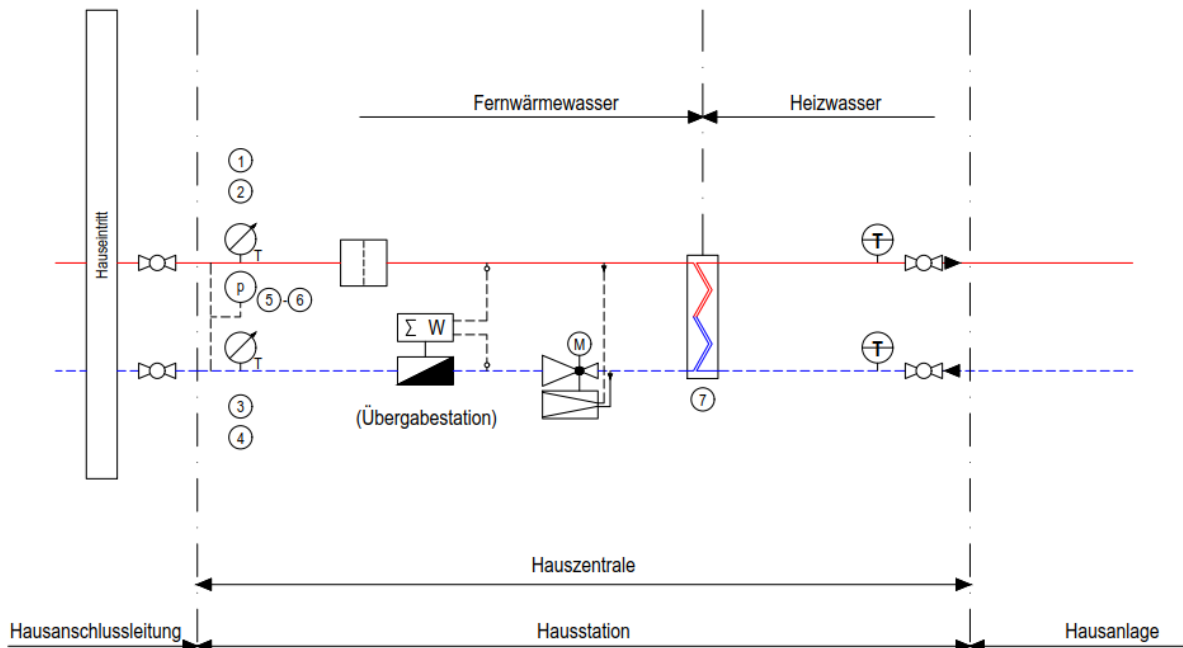 Fernwärmewasser
Heizwasser
Hauseintritt
1
2
T
T
p
5 - 6
Σ W
M
T
T
3
4
(Übergabestation)
7
Hauszentrale
Hausanschlussleitung
Hausstation
Hausanlage